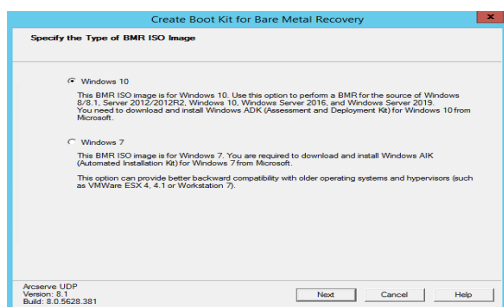 Create Boot Kit for Bare Metal Recovery
x
Specify the Type of BMR ISO Image
Windows 10
This BMR ISO image is for Windows 10. Use this option to perform a BMR for the source of Windows
8/8.1, Server 2012/2012R2, Windows 10, Windows Server 2016, and Windows Server 2019.
You need to download and install Windows ADK (Assessment and Deployment Kit) for Windows 10 from
Microsoft.
Windows 7
This BMR ISO image is for Windows 7. You are required to download and install Windows AIK
(Automated Installation Kit) for Windows 7 from Microsoft.
This option can provide better backward compatibility with older operating systems and hypervisors (such
as VMWare ESX 4, 4.1 or Workstation 7).
Arcserve UDP
Version: 8.1
Build: 8.0.5628.381
Next Cancel Help